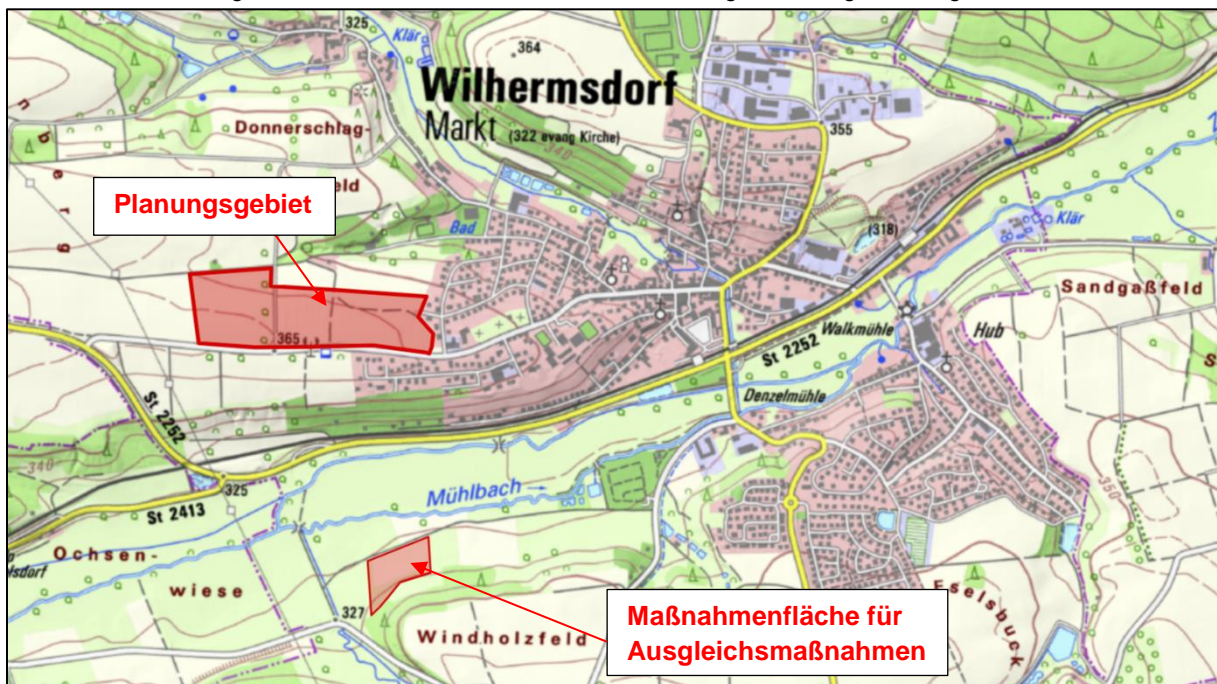 325
Klär
364
Wilhermsdorf
Markt (322 evang Kirche)
340
355
Donnerschlag-
feld
Planungsgebiet
Bad
(318)
Klär
Sandgaßfeld
365
Walkmühle
Hub
St 2252
St 2252
Denzelmühle
340
325
Mühlbach
St 2413
350
Ochsen-
wiese
327
Windholzfeld
Maßnahmenfläche für
Ausgleichsmaßnahmen
Eselsbuck